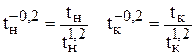 t_н^{-0,2} = t_н / t_н^{1,2}    t_к^{-0,2} = t_к / t_к^{1,2}